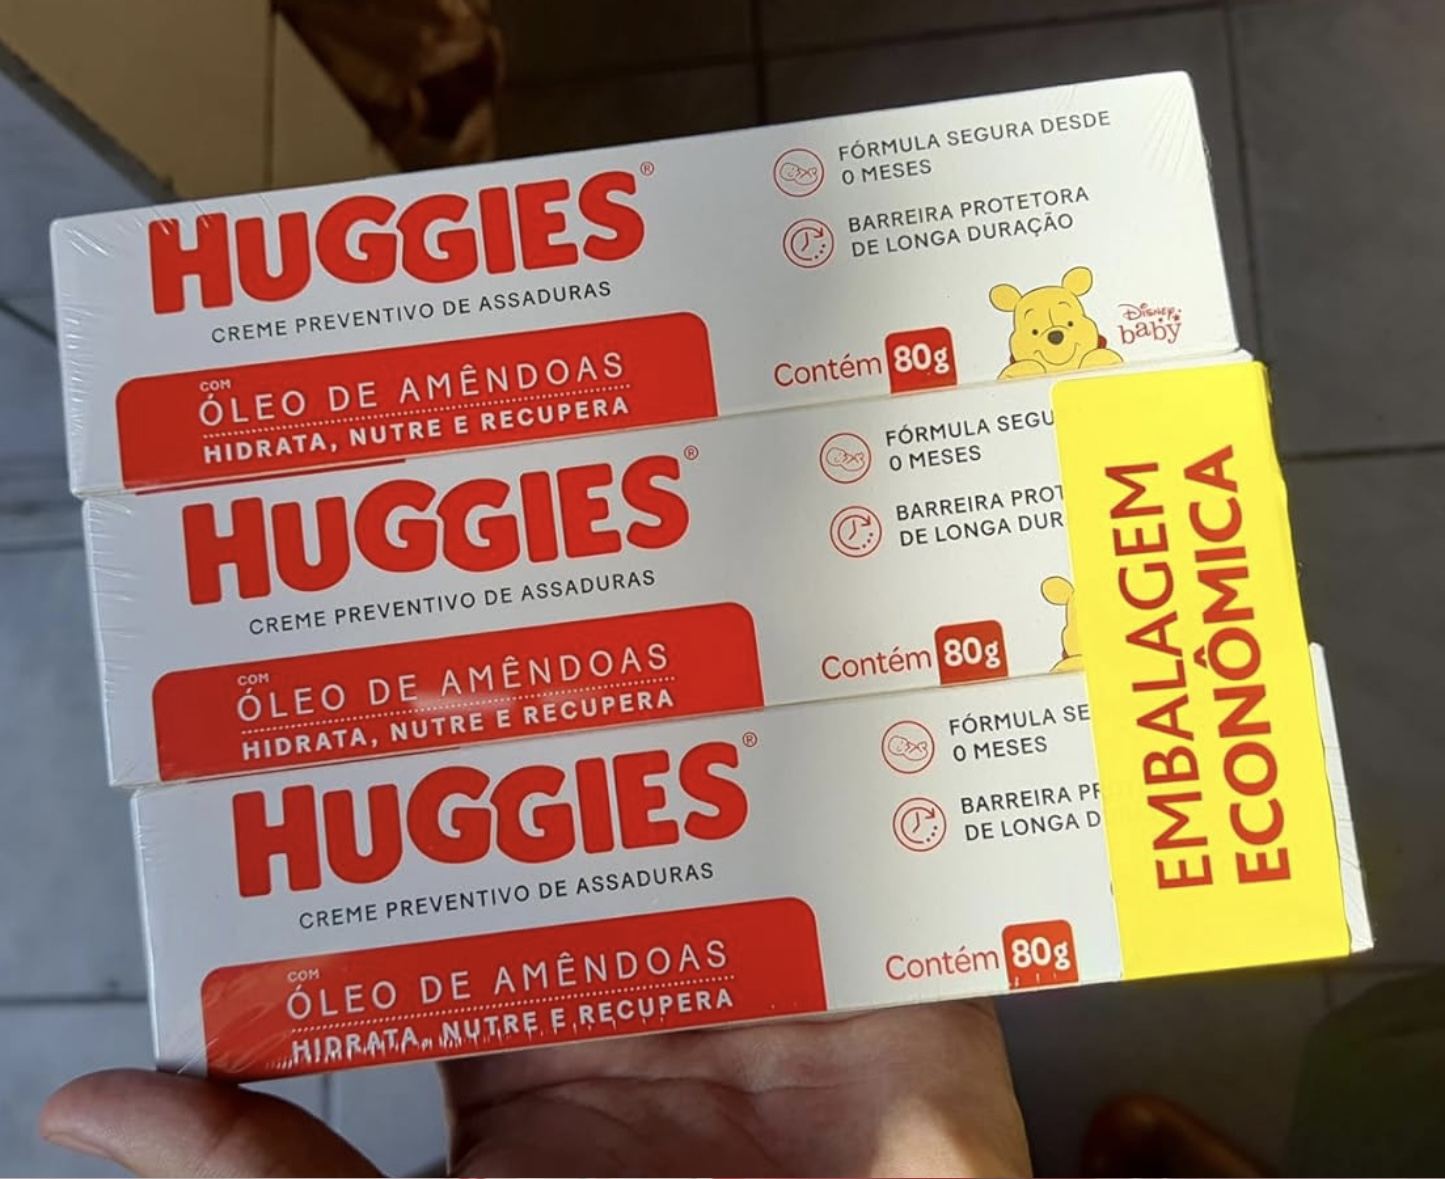 HUGGIES®
CREME PREVENTIVO DE ASSADURAS
COM
ÓLEO DE AMÊNDOAS
HIDRATA, NUTRE E RECUPERA
FÓRMULA SEGURA DESDE
0 MESES
BARREIRA PROTETORA
DE LONGA DURAÇÃO
Contém 80g
Disney
baby
HUGGIES®
CREME PREVENTIVO DE ASSADURAS
COM
ÓLEO DE AMÊNDOAS
HIDRATA, NUTRE E RECUPERA
FÓRMULA SEGU
0 MESES
BARREIRA PROT
DE LONGA DUR
Contém 80g
HUGGIES®
CREME PREVENTIVO DE ASSADURAS
COM
ÓLEO DE AMÊNDOAS
HIDRATA, NUTRE E RECUPERA
FÓRMULA SE
0 MESES
BARREIRA PR
DE LONGA D
Contém 80g
EMBALAGEM
ECONÔMICA